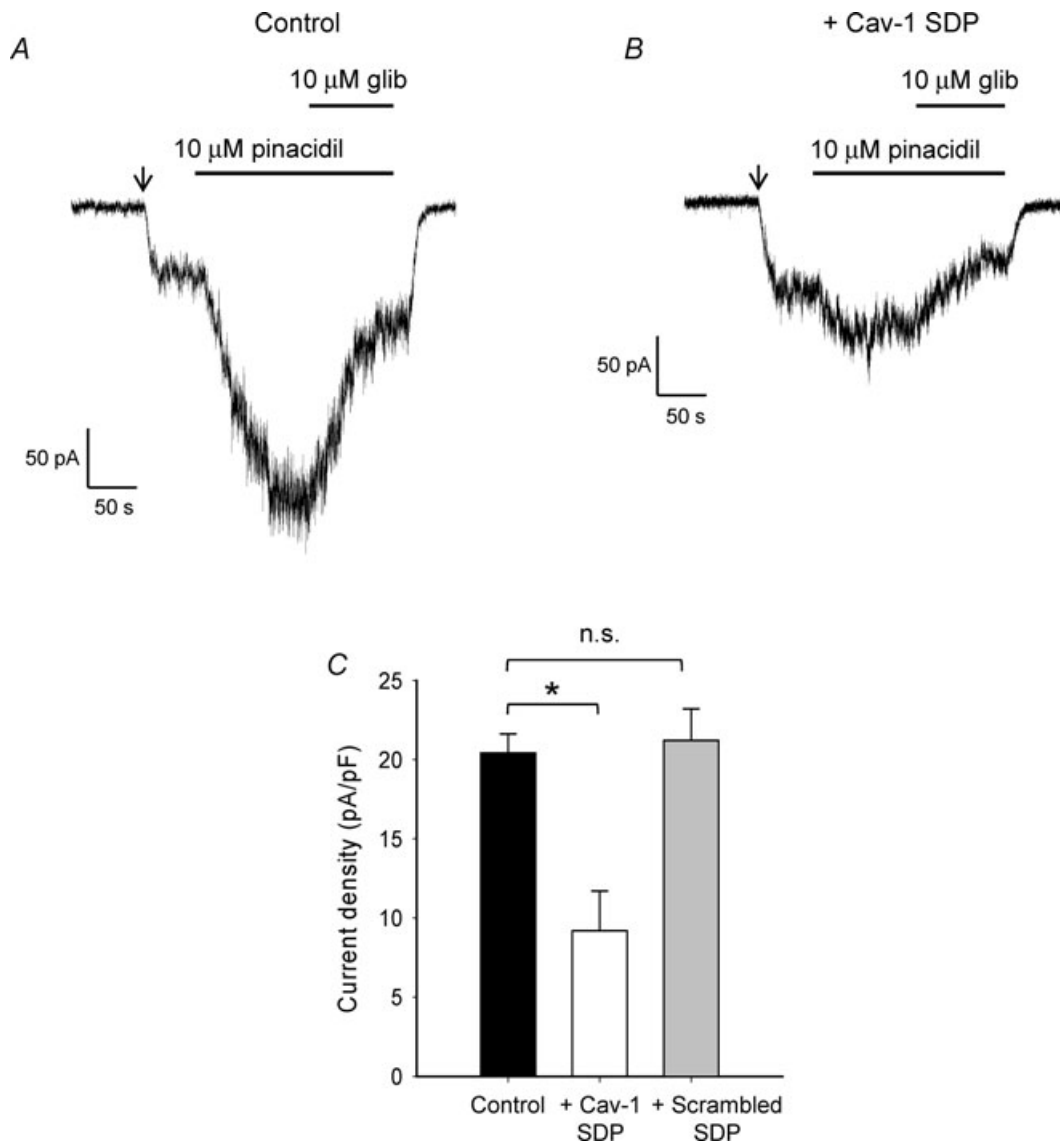 Control
A
10 μM glib
10 μM pinacidil
50 pA
50 s
+ Cav-1 SDP
B
10 μM glib
10 μM pinacidil
50 pA
50 s
C
n.s.
*
25
20
15
10
5
0
Current density (pA/pF)
Control
+ Cav-1
SDP
+ Scrambled
SDP